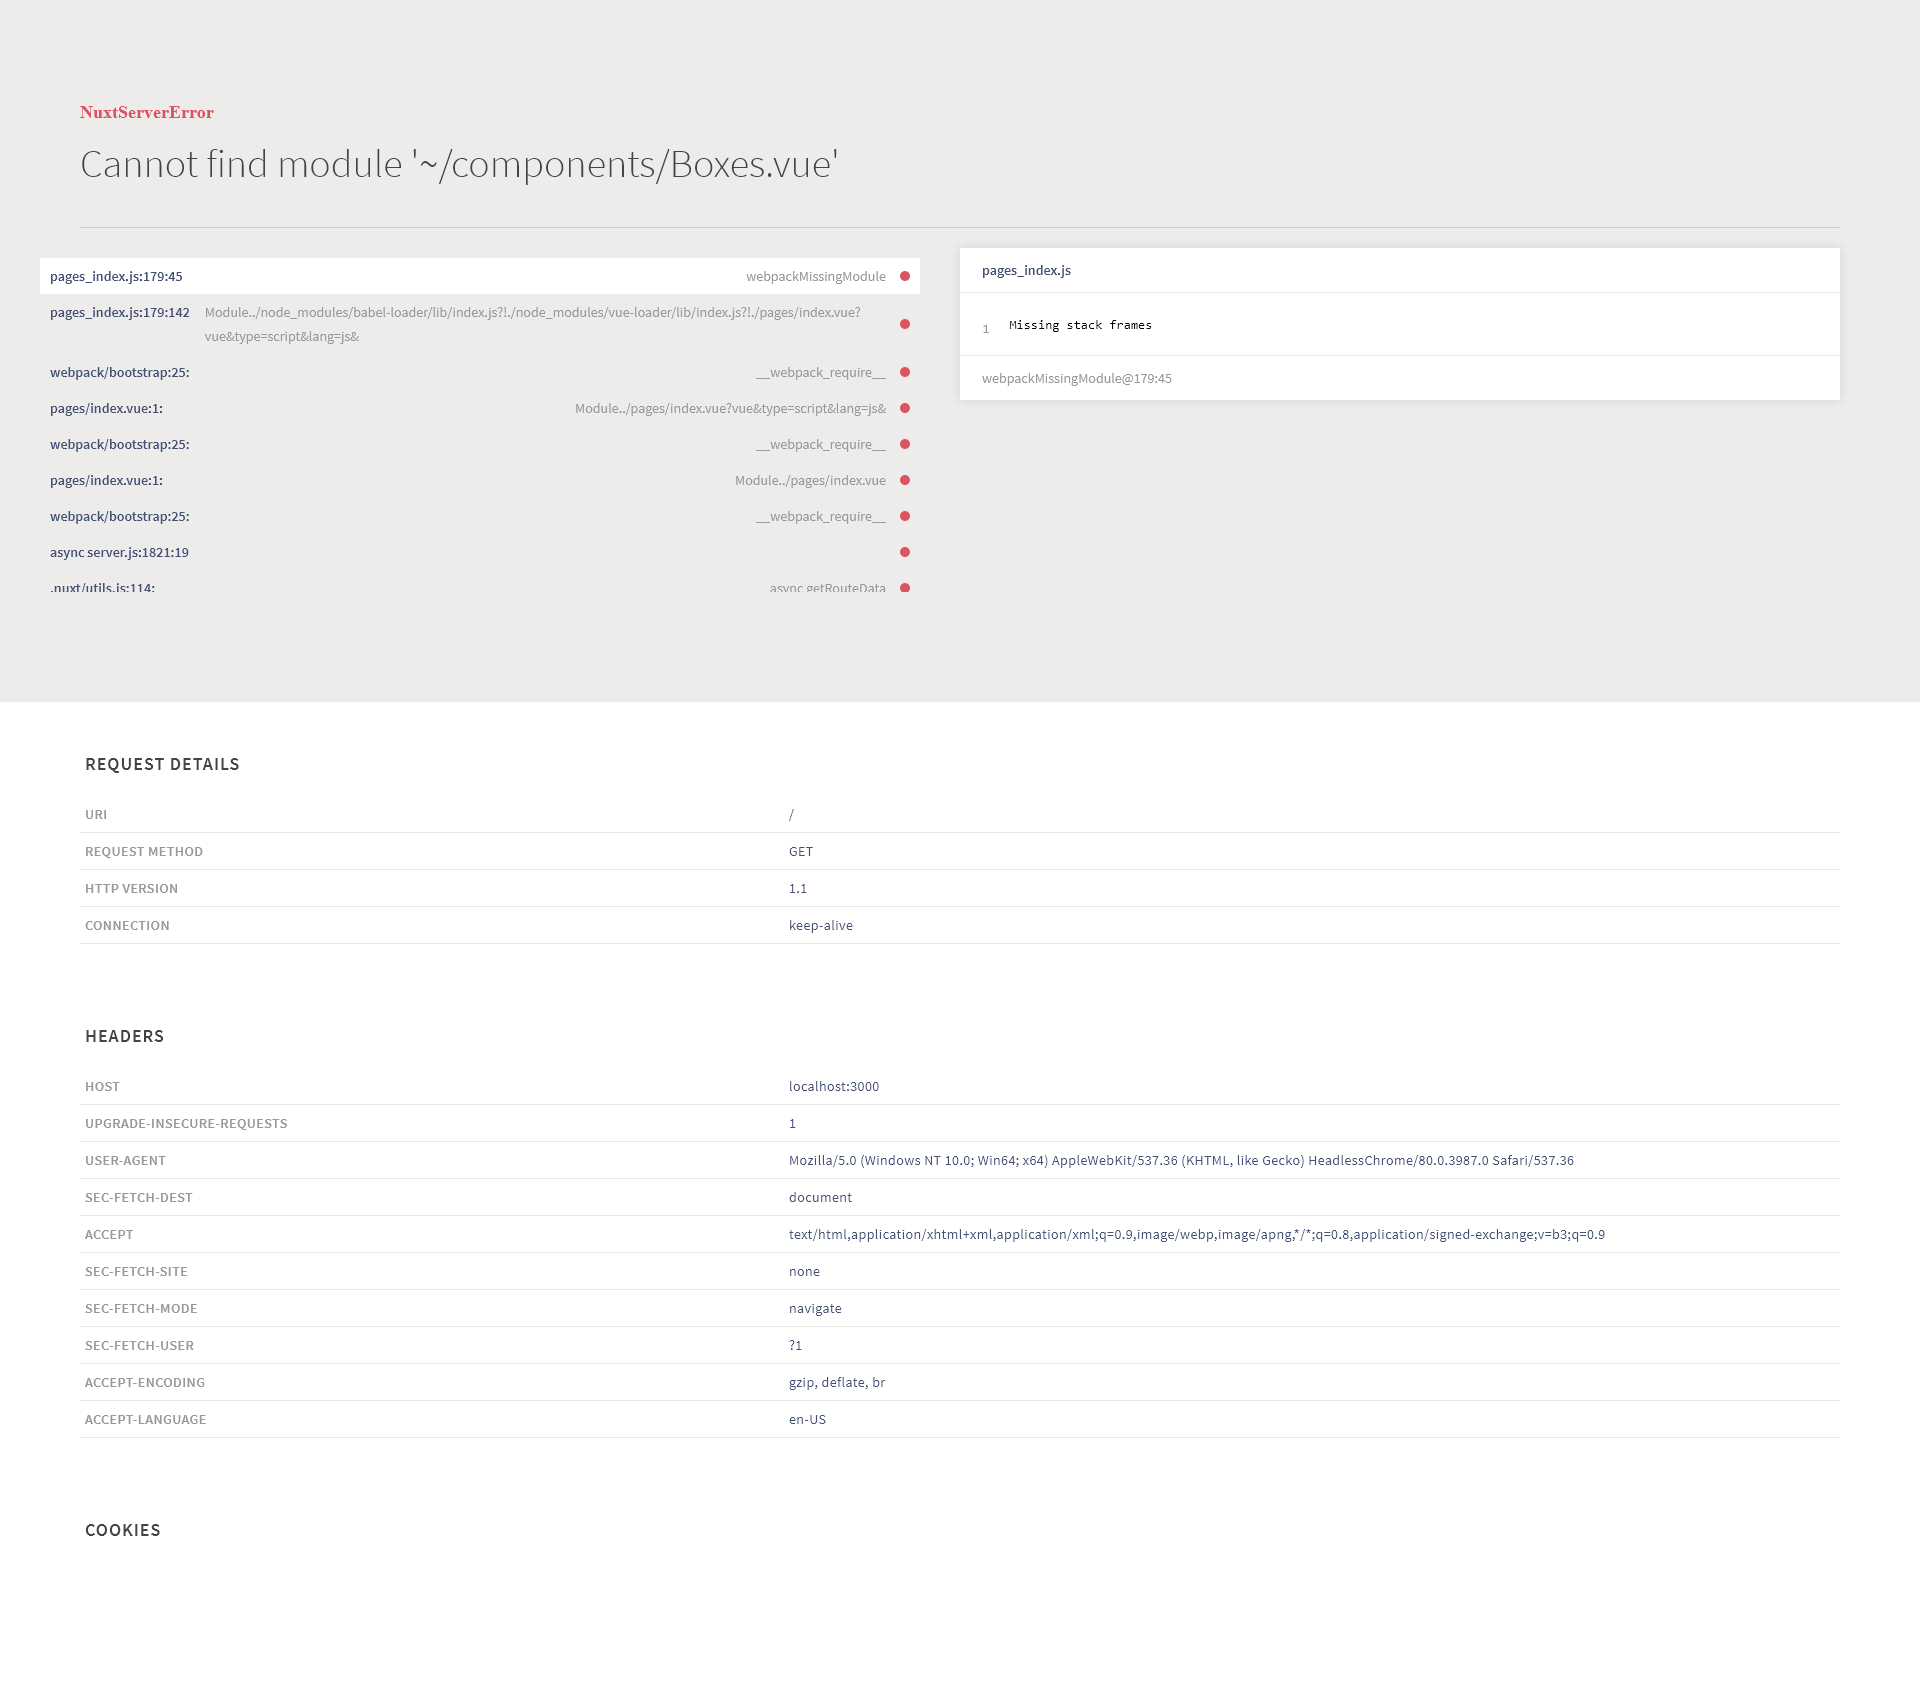 NuxtServerError
Cannot find module '~/components/Boxes.vue'
pages_index.js:179:45 webpackMissingModule
pages_index.js:179:142 Module../node_modules/babel-loader/lib/index.js?!./node_modules/vue-loader/lib/index.js?!./pages/index.vue?
vue&type=script&lang=js&
webpack/bootstrap:25: __webpack_require__
pages/index.vue:1: Module../pages/index.vue?vue&type=script&lang=js&
webpack/bootstrap:25: __webpack_require__
pages/index.vue:1: Module../pages/index.vue
webpack/bootstrap:25: __webpack_require__
async server.js:1821:19
.nuxt/utils.js:114: async getRouteData
pages_index.js
1 Missing stack frames
webpackMissingModule@179:45
REQUEST DETAILS
URI /
REQUEST METHOD GET
HTTP VERSION 1.1
CONNECTION keep-alive
HEADERS
HOST localhost:3000
UPGRADE-INSECURE-REQUESTS 1
USER-AGENT Mozilla/5.0 (Windows NT 10.0; Win64; x64) AppleWebKit/537.36 (KHTML, like Gecko) HeadlessChrome/80.0.3987.0 Safari/537.36
SEC-FETCH-DEST document
ACCEPT text/html,application/xhtml+xml,application/xml;q=0.9,image/webp,image/apng,*/*;q=0.8,application/signed-exchange;v=b3;q=0.9
SEC-FETCH-SITE none
SEC-FETCH-MODE navigate
SEC-FETCH-USER ?1
ACCEPT-ENCODING gzip, deflate, br
ACCEPT-LANGUAGE en-US
COOKIES